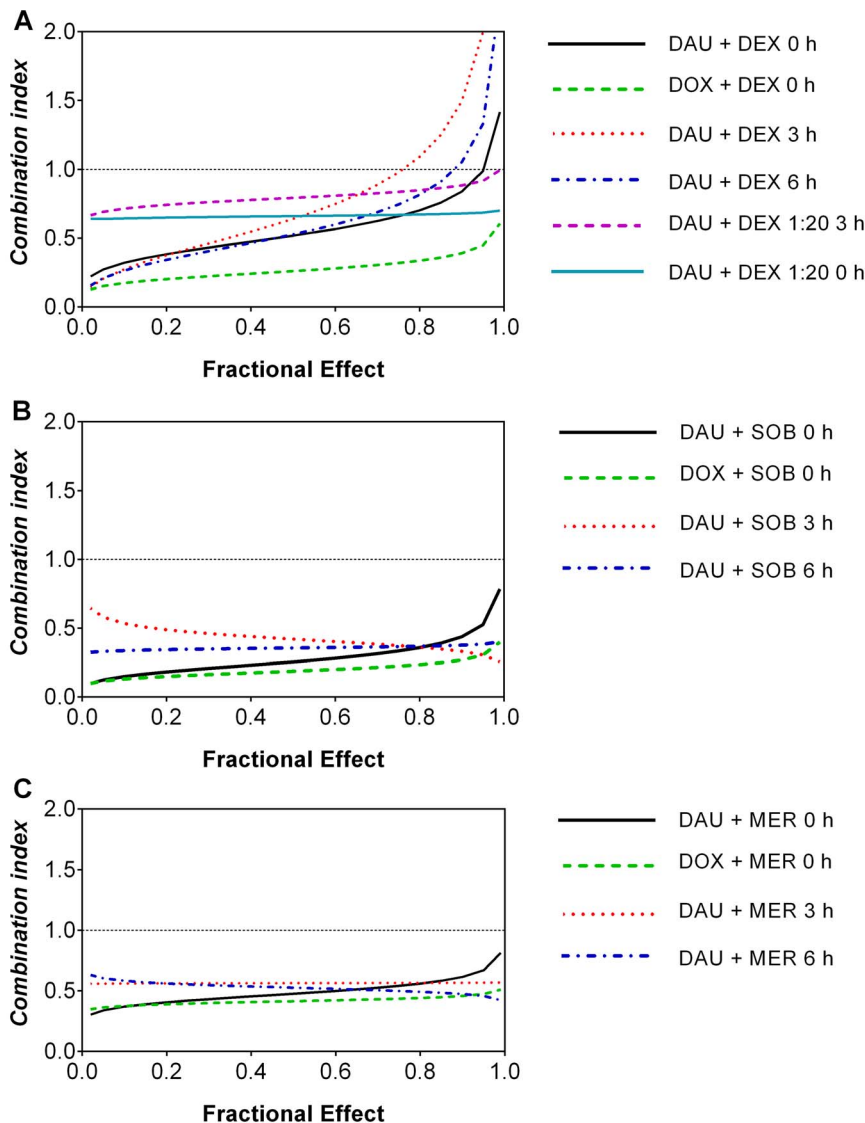 A
Combination index
2.0
1.5
1.0
0.5
0.0
0.0 0.2 0.4 0.6 0.8 1.0
Fractional Effect
DAU + DEX 0 h
DOX + DEX 0 h
DAU + DEX 3 h
DAU + DEX 6 h
DAU + DEX 1:20 3 h
DAU + DEX 1:20 0 h
B
Combination index
2.0
1.5
1.0
0.5
0.0
0.0 0.2 0.4 0.6 0.8 1.0
Fractional Effect
DAU + SOB 0 h
DOX + SOB 0 h
DAU + SOB 3 h
DAU + SOB 6 h
C
Combination index
2.0
1.5
1.0
0.5
0.0
0.0 0.2 0.4 0.6 0.8 1.0
Fractional Effect
DAU + MER 0 h
DOX + MER 0 h
DAU + MER 3 h
DAU + MER 6 h